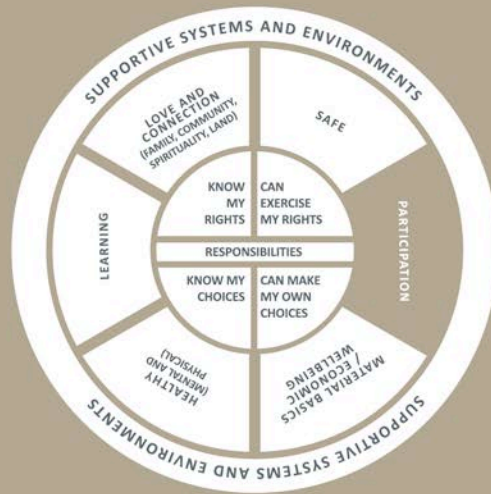 SUPPORTIVE SYSTEMS AND ENVIRONMENTS
LOVE AND
CONNECTION
(FAMILY, COMMUNITY,
SPIRITUALITY, LAND)
SAFE
KNOW
MY
RIGHTS
CAN
EXERCISE
MY RIGHTS
LEARNING
RESPONSIBILITIES
PARTICIPATION
KNOW MY
CHOICES
CAN MAKE
MY OWN
CHOICES
HEALTHY
(MENTAL AND
PHYSICAL)
MATERIAL BASICS
/ ECONOMIC
WELLBEING
SUPPORTIVE SYSTEMS AND ENVIRONMENTS